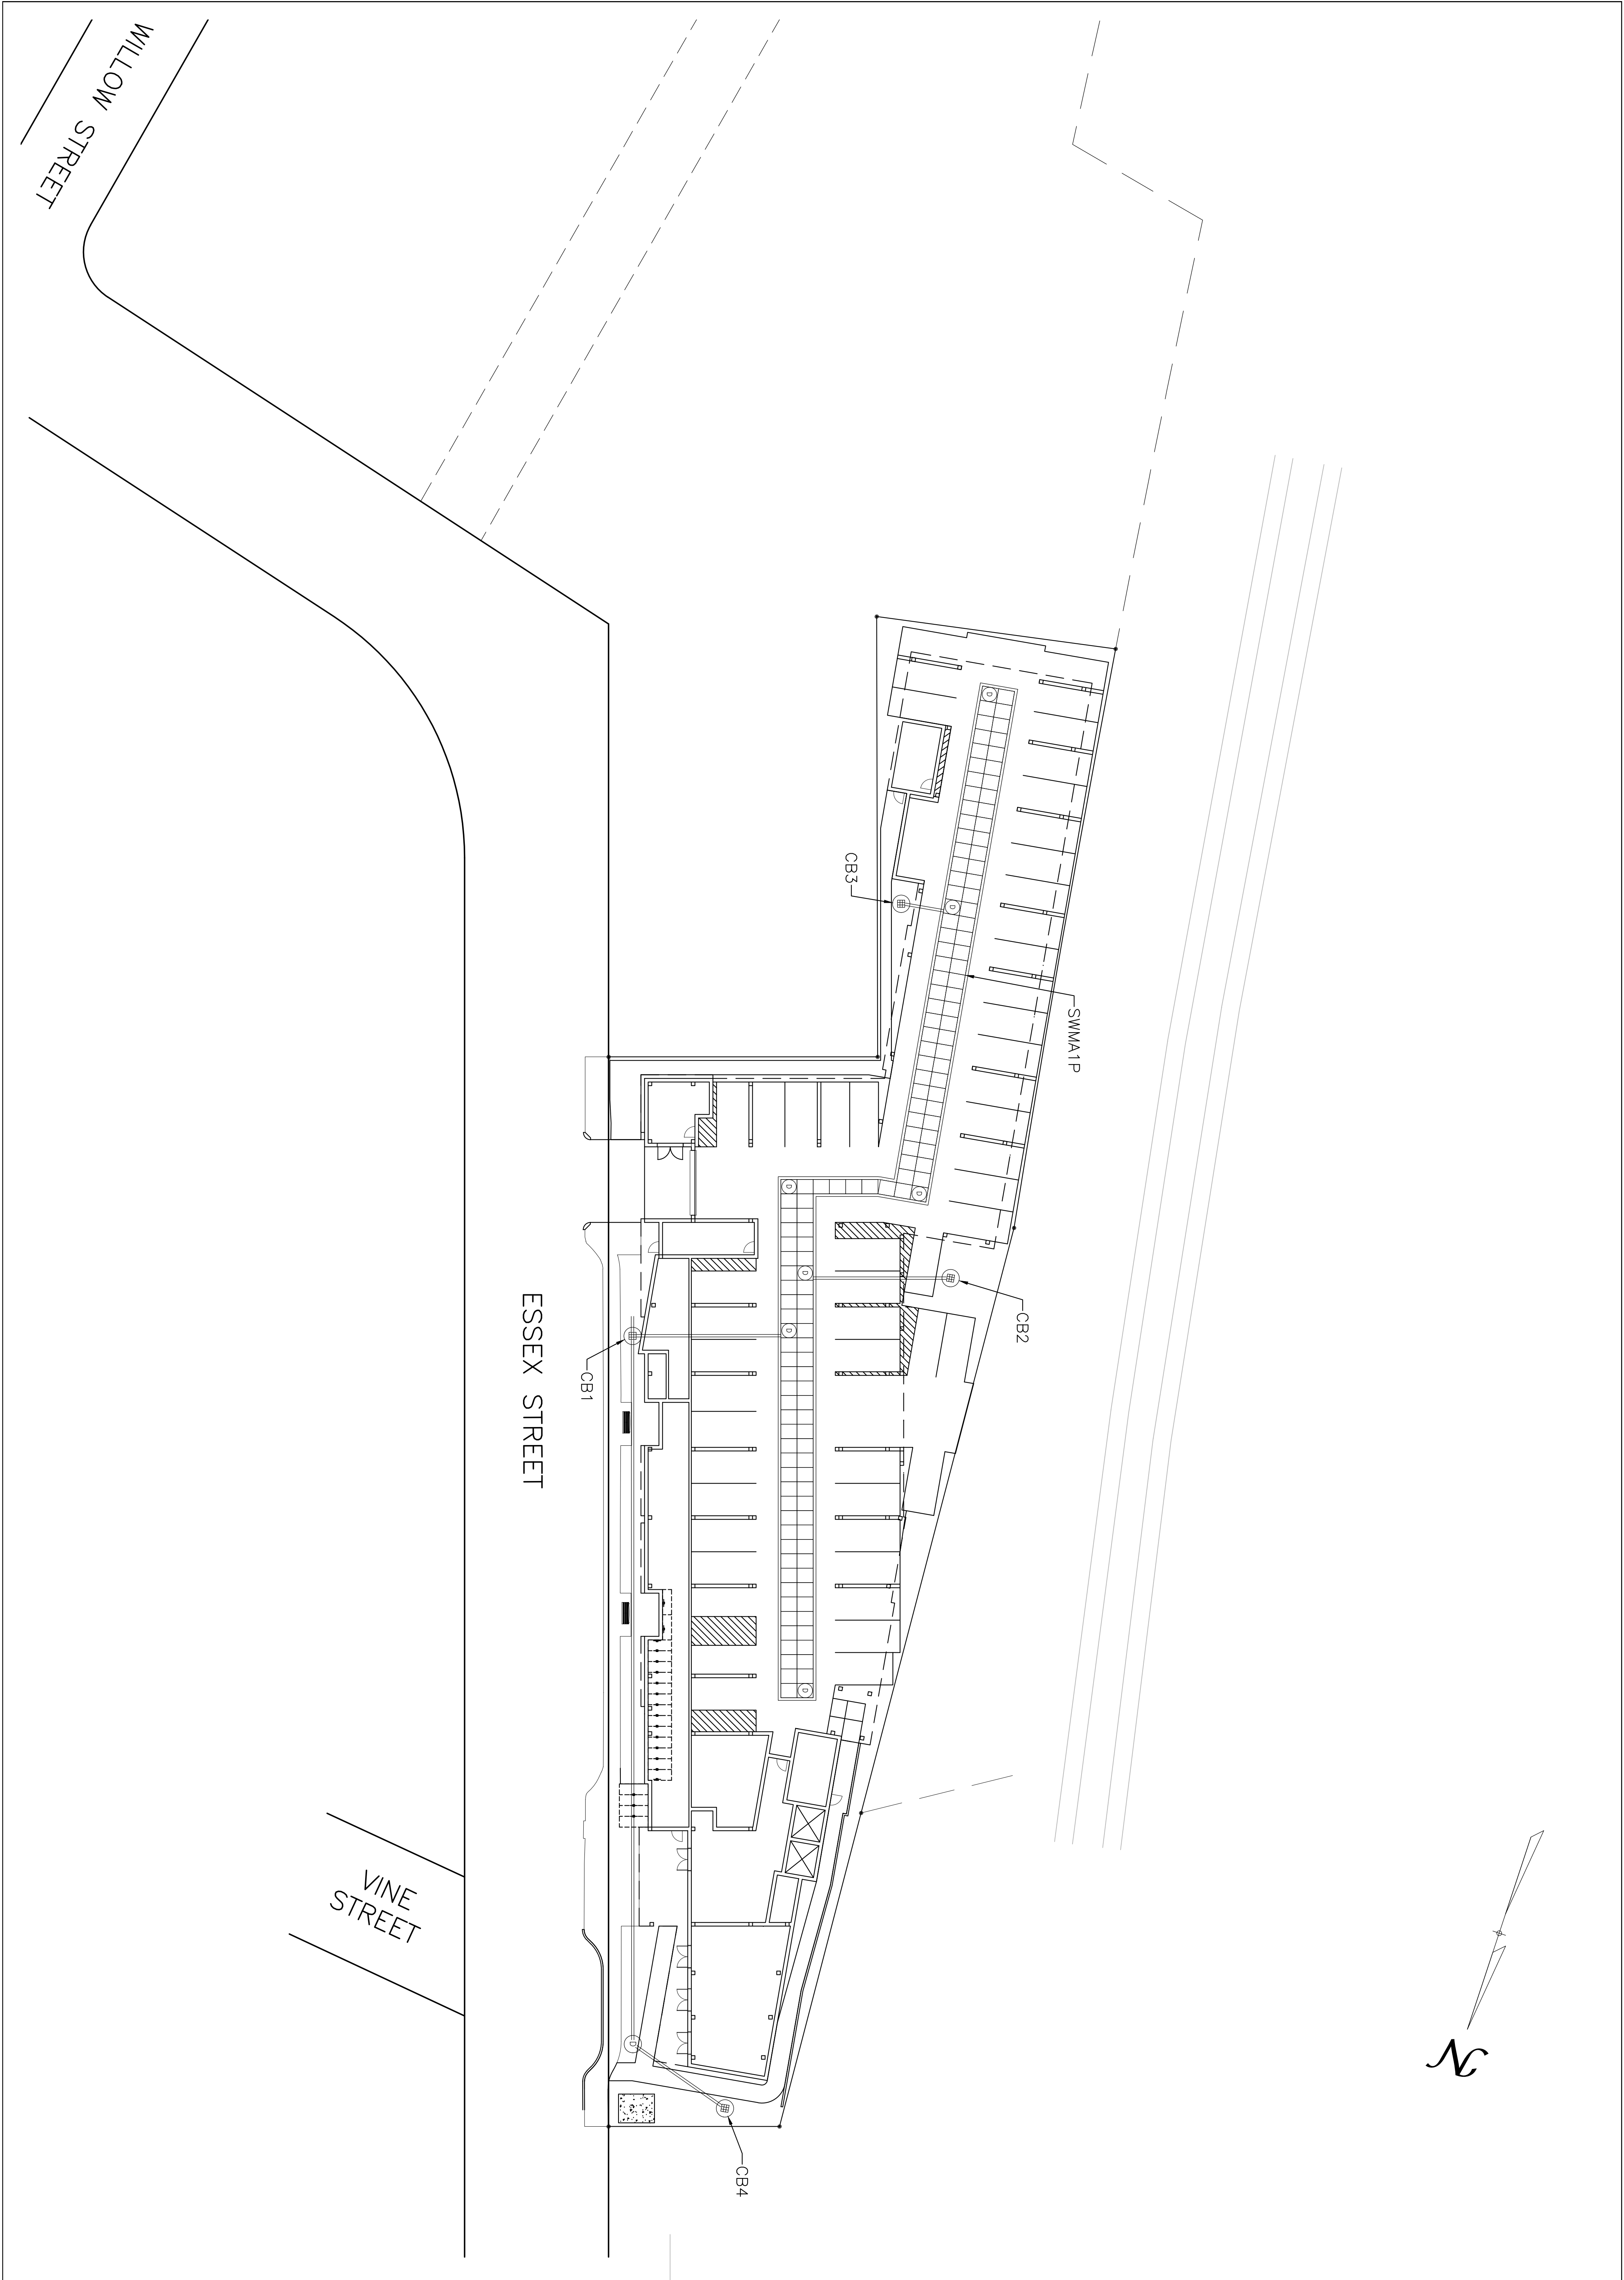 WILLOW STREET
CB3
SWMA1P
CB2
CB1
ESSEX STREET
VINE
STREET
CB4
N
D
D
D
D
D
D
D
D
D